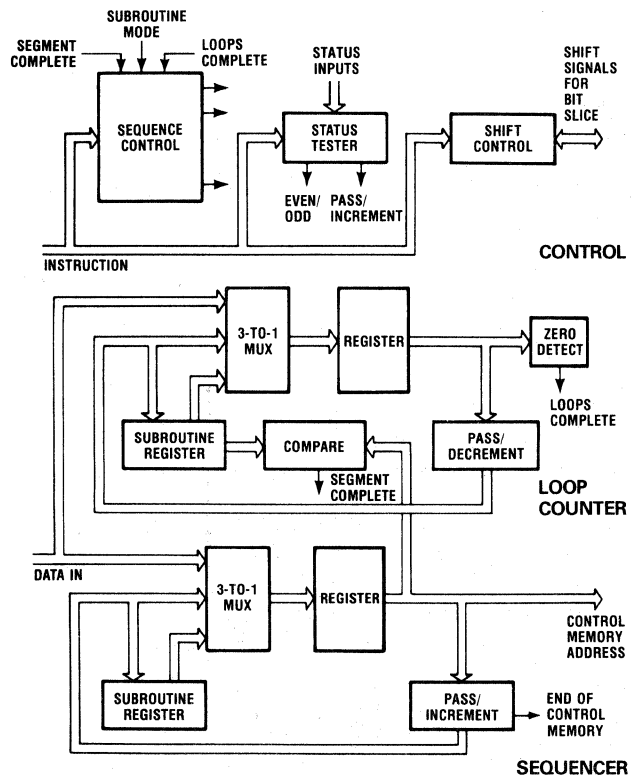 SUBROUTINE
MODE
SEGMENT
COMPLETE
LOOPS
COMPLETE
STATUS
INPUTS
SHIFT
SIGNALS
FOR
BIT
SLICE
SEQUENCE
CONTROL
STATUS
TESTER
SHIFT
CONTROL
EVEN/
ODD
PASS/
INCREMENT
INSTRUCTION
CONTROL
3-TO-1
MUX
REGISTER
ZERO
DETECT
LOOPS
COMPLETE
SUBROUTINE
REGISTER
COMPARE
PASS/
DECREMENT
SEGMENT
COMPLETE
LOOP
COUNTER
DATA IN
3-TO-1
MUX
REGISTER
CONTROL
MEMORY
ADDRESS
SUBROUTINE
REGISTER
PASS/
INCREMENT
END OF
CONTROL
MEMORY
SEQUENCER